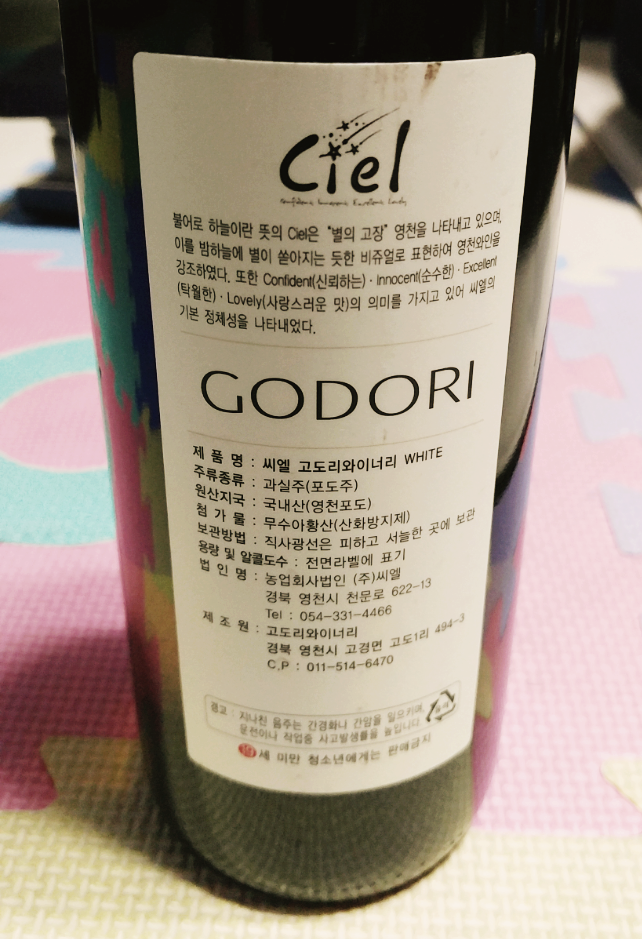 Ciel
Confidence Innocence Excellence Lovely
불어로 하늘이란 뜻의 Ciel은 "별의 고장" 영천을 나타내고 있으며,
이를 밤하늘에 별이 쏟아지는 듯한 비쥬얼로 표현하여 영천와인을
강조하였다. 또한 Confident(신뢰하는)·Innocent(순수한)·Excellent
(탁월한)·Lovely(사랑스러운 맛)의 의미를 가지고 있어 씨엘의
기본 정체성을 나타내었다.
GODORI
제 품 명 : 씨엘 고도리와이너리 WHITE
주류종류 : 과실주(포도주)
원산지국 : 국내산(영천포도)
첨 가 물 : 무수아황산(산화방지제)
보관방법 : 직사광선은 피하고 서늘한 곳에 보관
용량 및 알콜도수 : 전면라벨에 표기
법 인 명 : 농업회사법인 (주)씨엘
경북 영천시 천문로 622-13
Tel : 054-331-4466
제 조 원 : 고도리와이너리
경북 영천시 고경면 고도1리 494-3
C.P : 011-514-6470
경고 : 지나친 음주는 간경화나 간암을 일으키며,
운전이나 작업중 사고발생률을 높입니다.
19세 미만 청소년에게는 판매금지